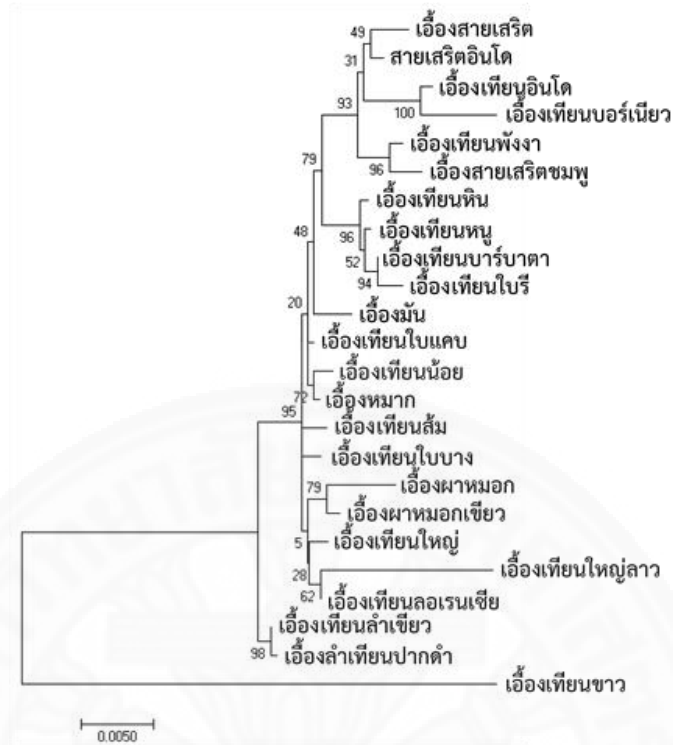 49 เอื้องสายเสริต
31 สายเสริตอินโด
เอื้องเทียนอินโด
93 100 เอื้องเทียนบอร์เนียว
เอื้องเทียนพังงา
79 96 เอื้องสายเสริตชมพู
เอื้องเทียนหิน
48 96 เอื้องเทียนหนู
52 เอื้องเทียนบาร์บาตา
94 เอื้องเทียนใบรี
20 เอื้องมัน
เอื้องเทียนใบแคบ
เอื้องเทียนน้อย
72 เอื้องหมาก
95 เอื้องเทียนส้ม
เอื้องเทียนใบบาง
79 เอื้องผาหมอก
เอื้องผาหมอกเขียว
5 เอื้องเทียนใหญ่
28 เอื้องเทียนใหญ่ลาว
62 เอื้องเทียนลอเรนเซีย
เอื้องเทียนลำเขียว
98 เอื้องลำเทียนปากดำ
เอื้องเทียนขาว
0.0050